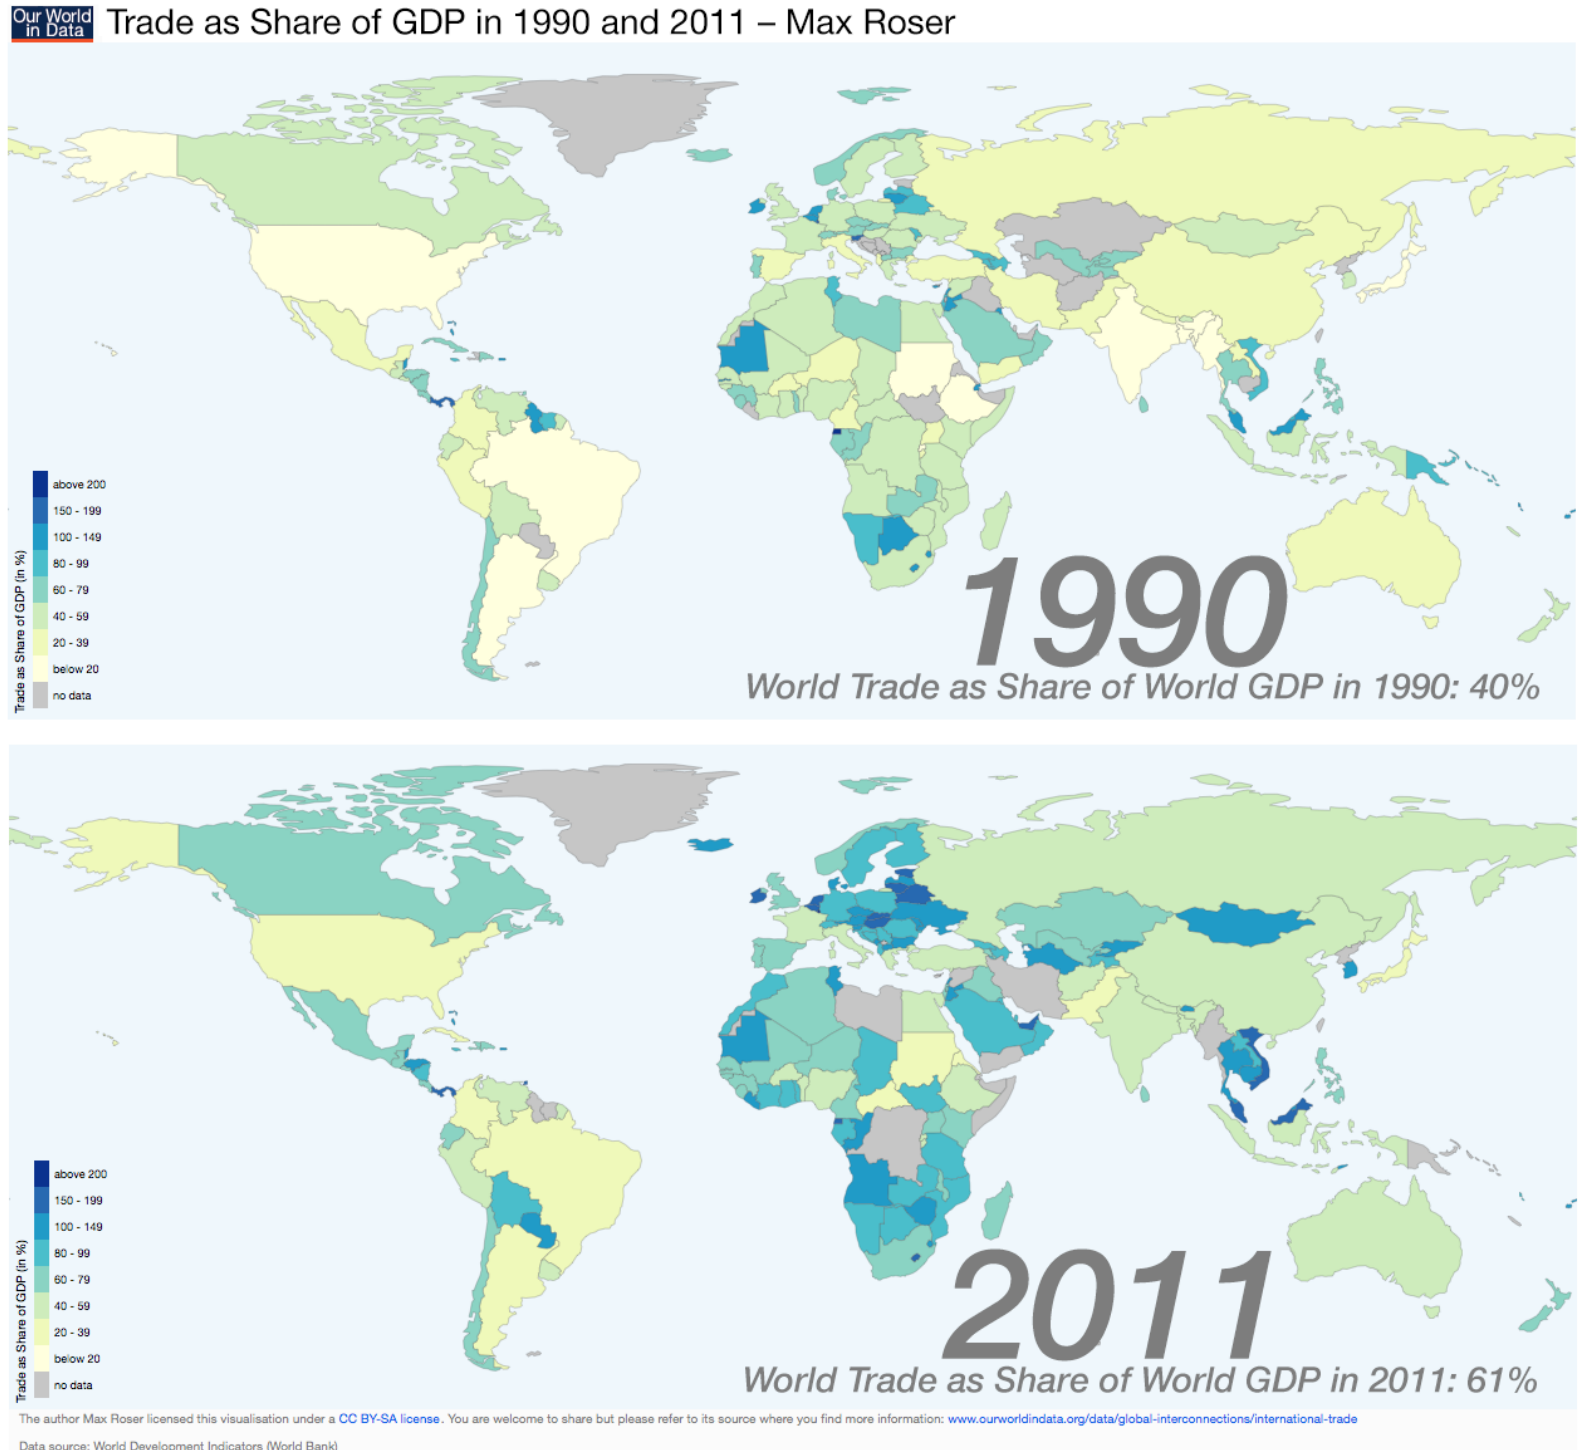 Our World
in Data
Trade as Share of GDP in 1990 and 2011 – Max Roser
Trade as Share of GDP (in %)
above 200
150 - 199
100 - 149
80 - 99
60 - 79
40 - 59
20 - 39
below 20
no data
1990
World Trade as Share of World GDP in 1990: 40%
Trade as Share of GDP (in %)
above 200
150 - 199
100 - 149
80 - 99
60 - 79
40 - 59
20 - 39
below 20
no data
2011
World Trade as Share of World GDP in 2011: 61%
The author Max Roser licensed this visualisation under a CC BY-SA license. You are welcome to share but please refer to its source where you find more information: www.ourworldindata.org/data/global-interconnections/international-trade
Data source: World Development Indicators (World Bank)